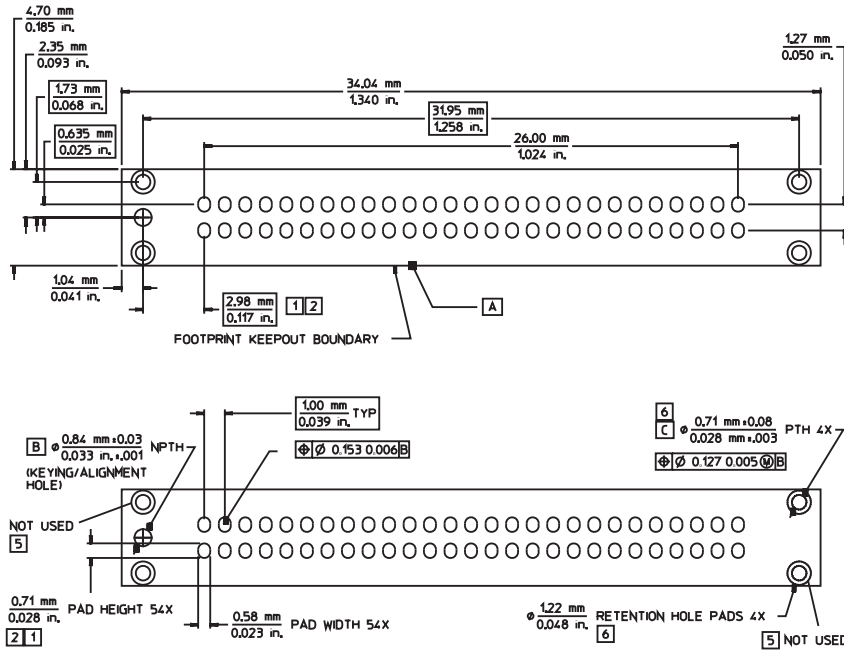 4.70 mm
0.185 in.
2.35 mm
0.093 in.
1.73 mm
0.068 in.
0.635 mm
0.025 in.
34.04 mm
1.340 in.
31.95 mm
1.258 in.
26.00 mm
1.024 in.
1.27 mm
0.050 in.
1.04 mm
0.041 in.
2.98 mm
0.117 in.
1 2
A
FOOTPRINT KEEPOUT BOUNDARY
1.00 mm TYP
0.039 in.
⌖ Ø 0.153 0.006 B
B ø 0.84 mm±0.03 NPTH
0.033 in.±.001
(KEYING/ALIGNMENT
HOLE)
6
C ø 0.71 mm±0.08 PTH 4X
0.028 mm±.003
⌖ Ø 0.127 0.005 Ⓜ B
NOT USED
5
0.71 mm PAD HEIGHT 54X
0.028 in.
2 1
0.58 mm PAD WIDTH 54X
0.023 in.
ø 1.22 mm RETENTION HOLE PADS 4X
0.048 in.
6
5 NOT USED